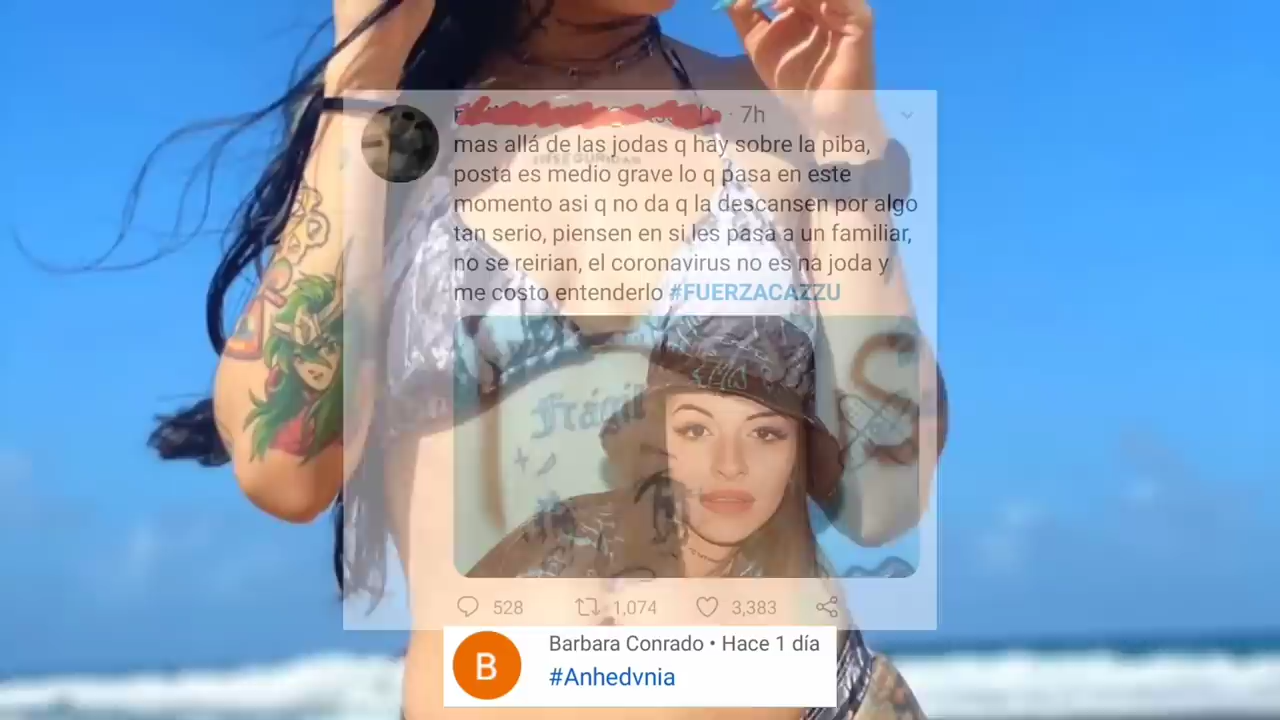 · 7h
mas allá de las jodas q hay sobre la piba,
posta es medio grave lo q pasa en este
momento asi q no da q la descansen por algo
tan serio, piensen en si les pasa a un familiar,
no se reirian, el coronavirus no es na joda y
me costo entenderlo #FUERZACAZZU
Frágil
528 1,074 3,383
B
Barbara Conrado • Hace 1 día
#Anhedvnia